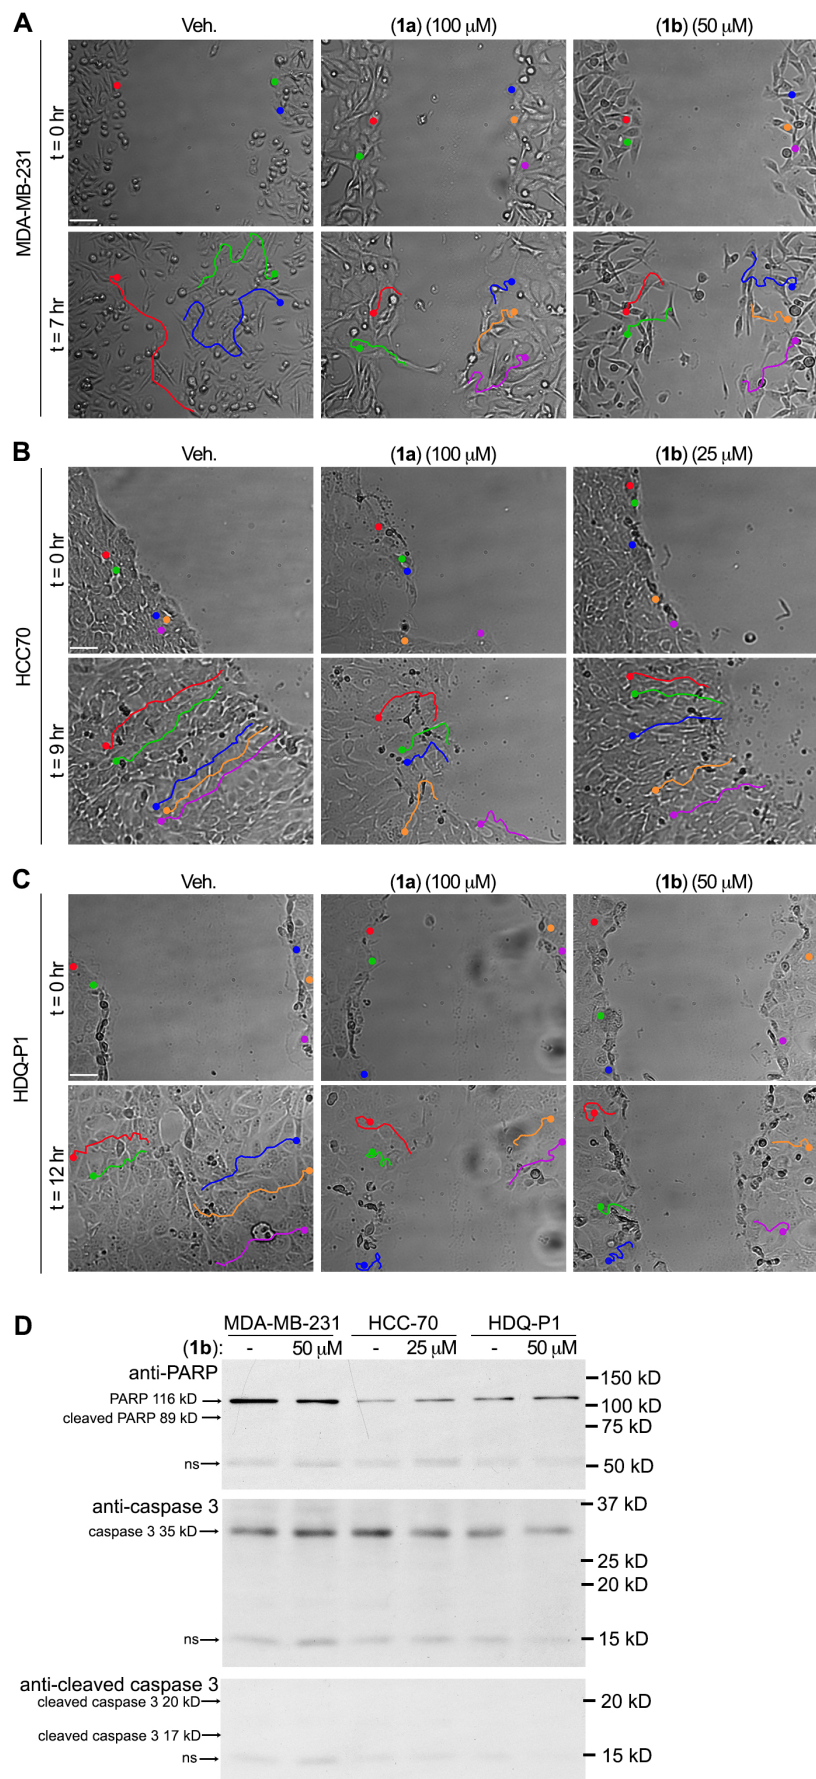 A
Veh.
(1a) (100 μM)
(1b) (50 μM)
MDA-MB-231
t = 0 hr
t = 7 hr
B
Veh.
(1a) (100 μM)
(1b) (25 μM)
HCC70
t = 0 hr
t = 9 hr
C
Veh.
(1a) (100 μM)
(1b) (50 μM)
HDQ-P1
t = 0 hr
t = 12 hr
D
MDA-MB-231 HCC-70 HDQ-P1
(1b): - 50 μM - 25 μM - 50 μM
anti-PARP
150 kD
PARP 116 kD
100 kD
cleaved PARP 89 kD
75 kD
ns
50 kD
anti-caspase 3
37 kD
caspase 3 35 kD
25 kD
20 kD
ns
15 kD
anti-cleaved caspase 3
cleaved caspase 3 20 kD
20 kD
cleaved caspase 3 17 kD
ns
15 kD